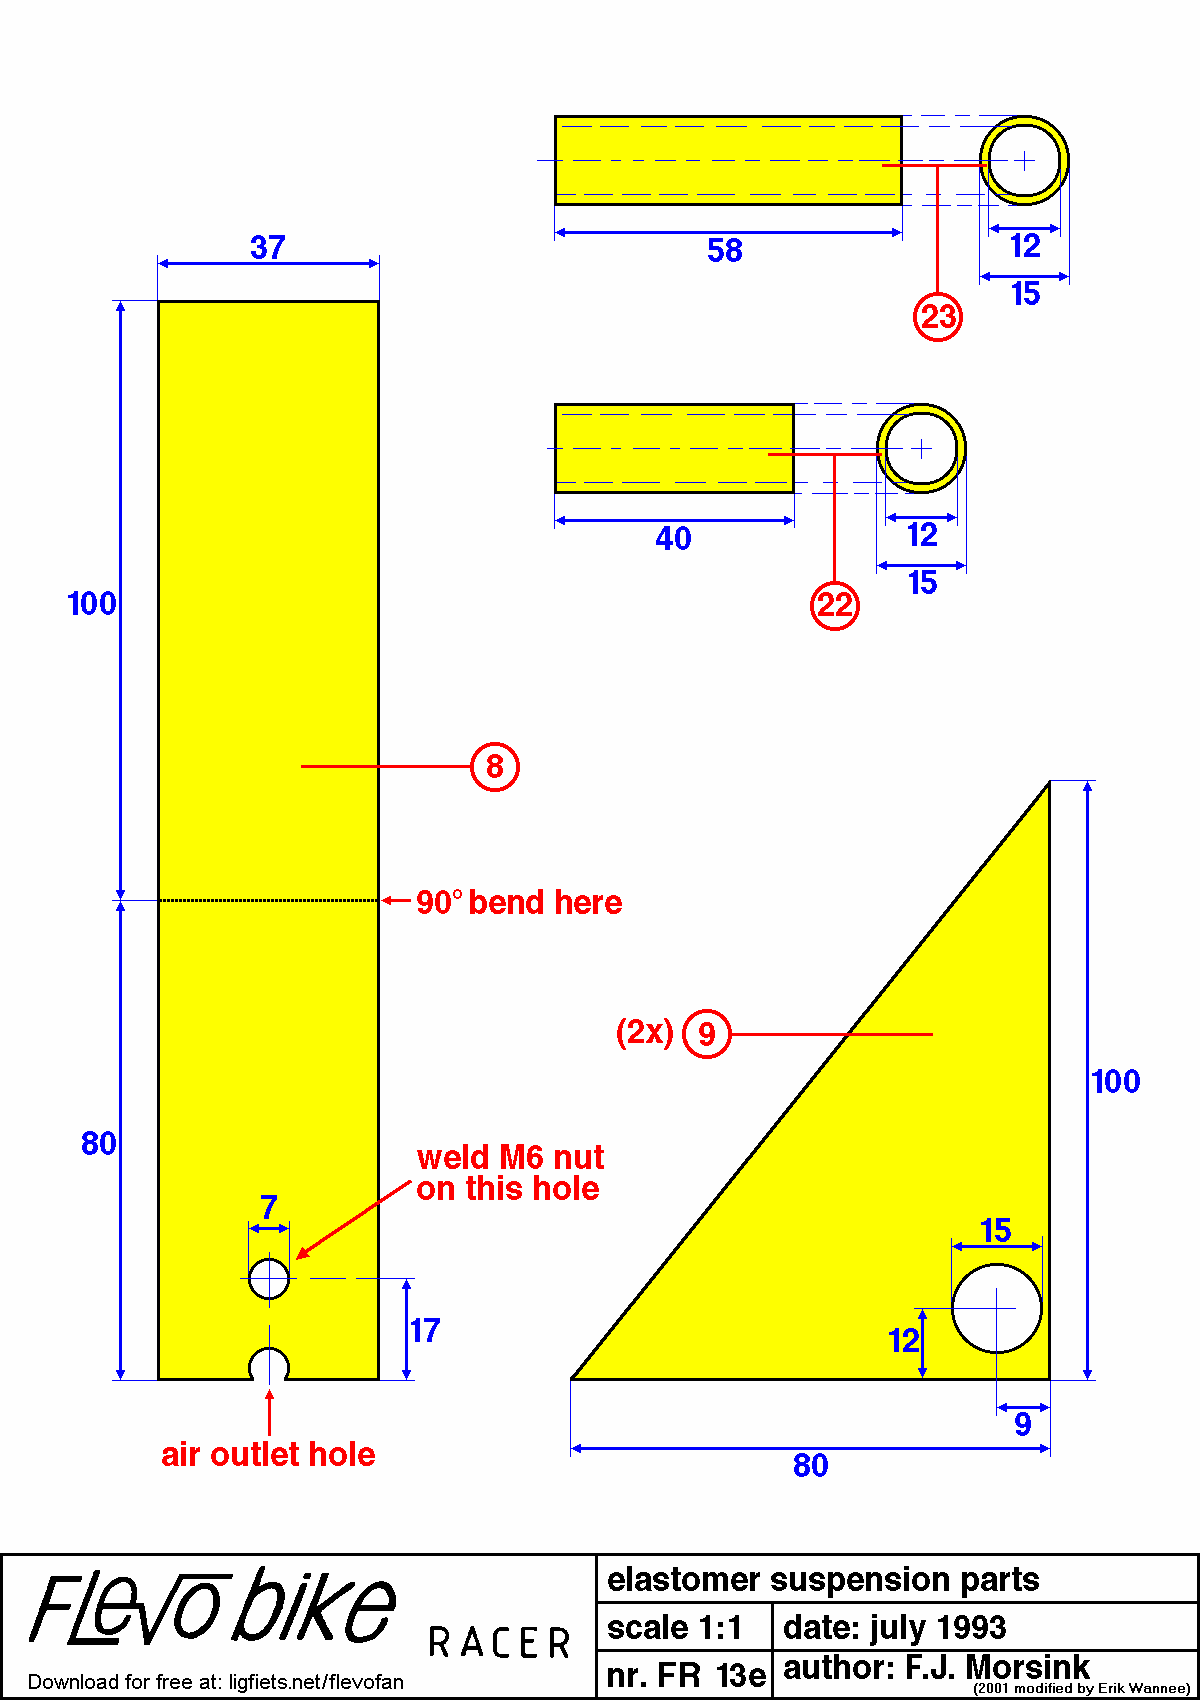 58
12
15
23
37
40
12
15
22
100
8
90° bend here
(2x) 9
100
80
weld M6 nut
on this hole
7
17
15
12
9
air outlet hole
80
Flevobike RACER
Download for free at: ligfiets.net/flevofan
elastomer suspension parts
scale 1:1
date: july 1993
nr. FR 13e
author: F.J. Morsink
(2001 modified by Erik Wannee)